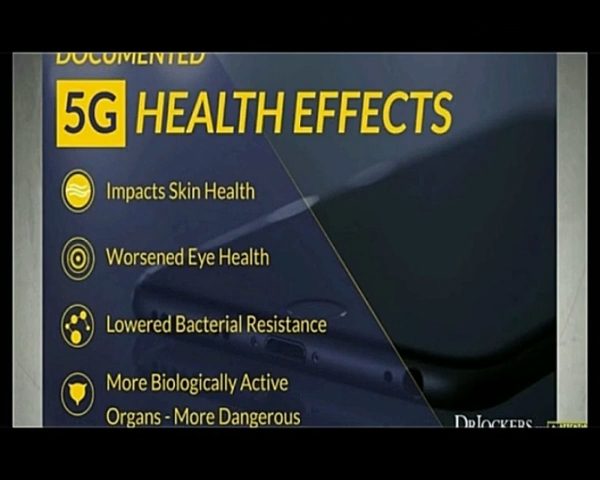 DOCUMENTED
5G HEALTH EFFECTS
Impacts Skin Health
Worsened Eye Health
Lowered Bacterial Resistance
More Biologically Active
Organs - More Dangerous
DRJOCKERS